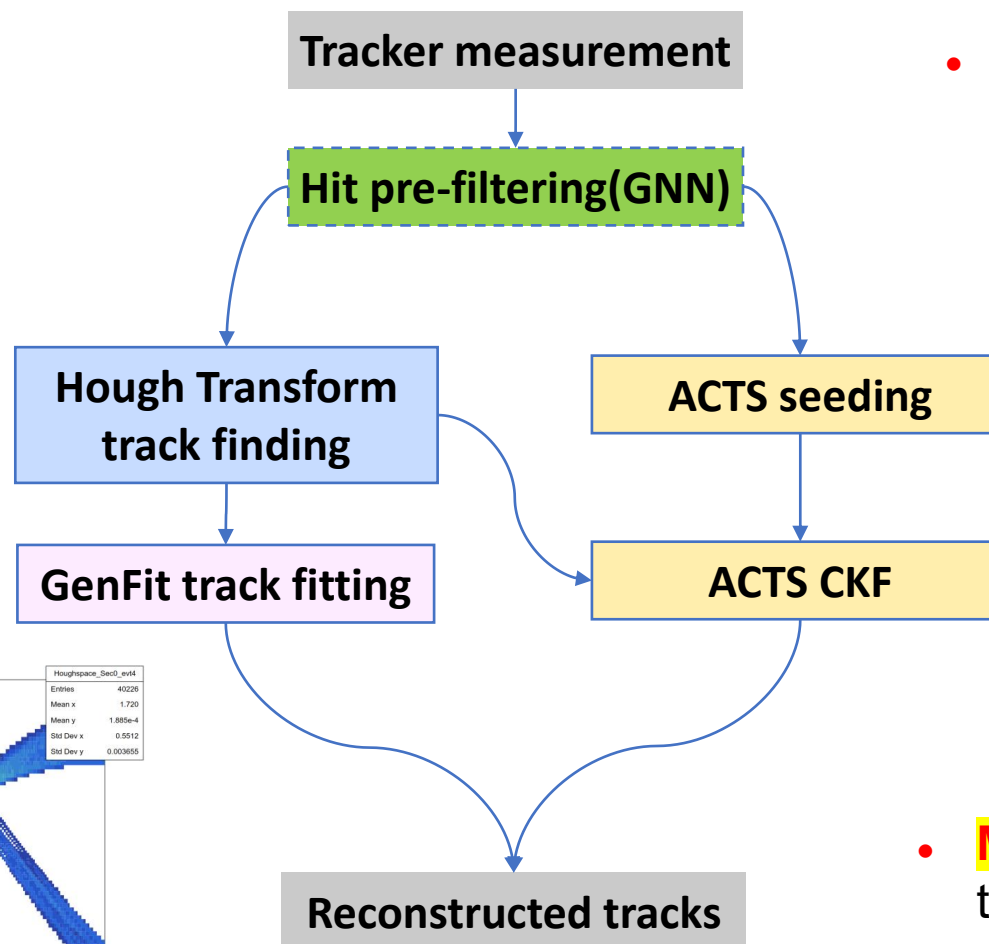 Tracker measurement
•
Hit pre-filtering(GNN)
Hough Transform
track finding
ACTS seeding
GenFit track fitting
ACTS CKF
Houghspace_Sec0_evt4
Entries 40226
Mean x 1.720
Mean y 1.885e-4
Std Dev x 0.5512
Std Dev y 0.003655
•
t
Reconstructed tracks